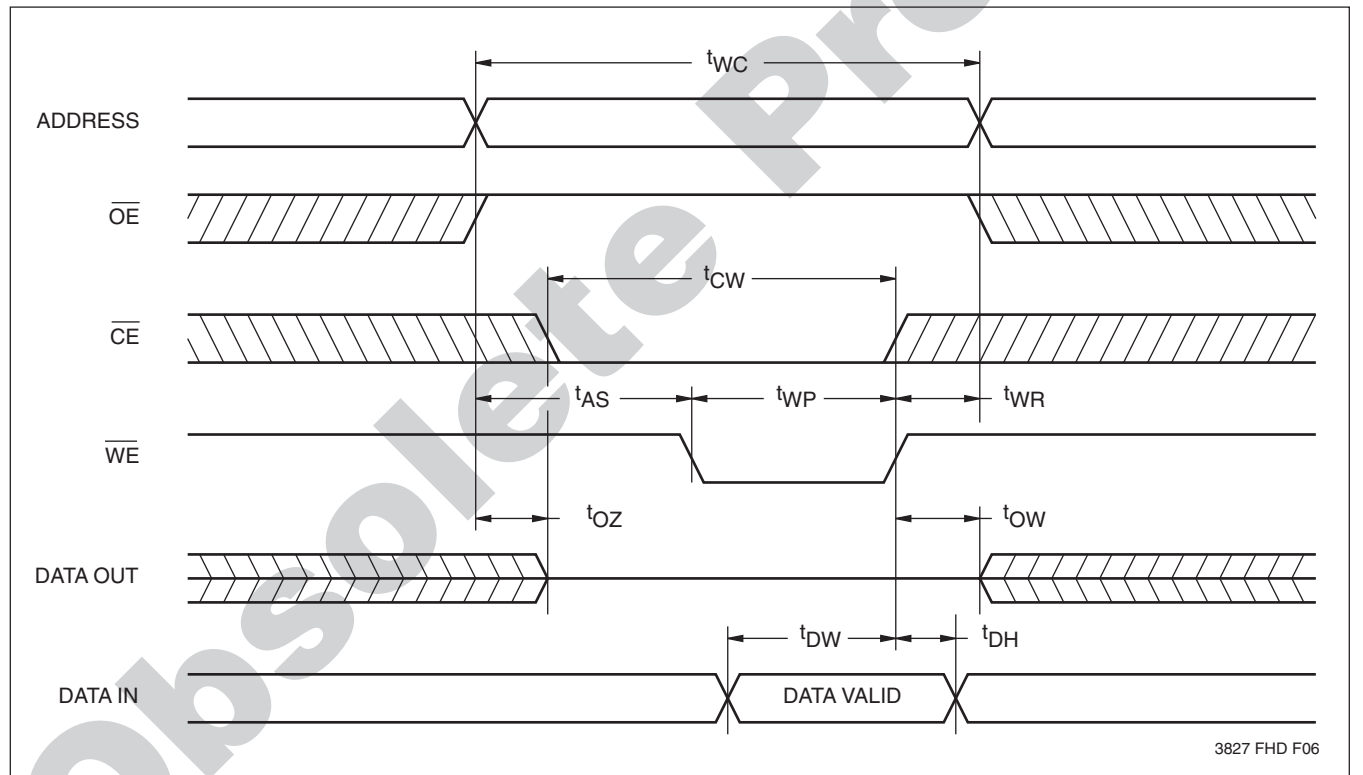 tWC
ADDRESS
OE
tCW
CE
tAS tWP tWR
WE
tOZ tOW
DATA OUT
tDW tDH
DATA IN DATA VALID
3827 FHD F06
Obsolete Pro